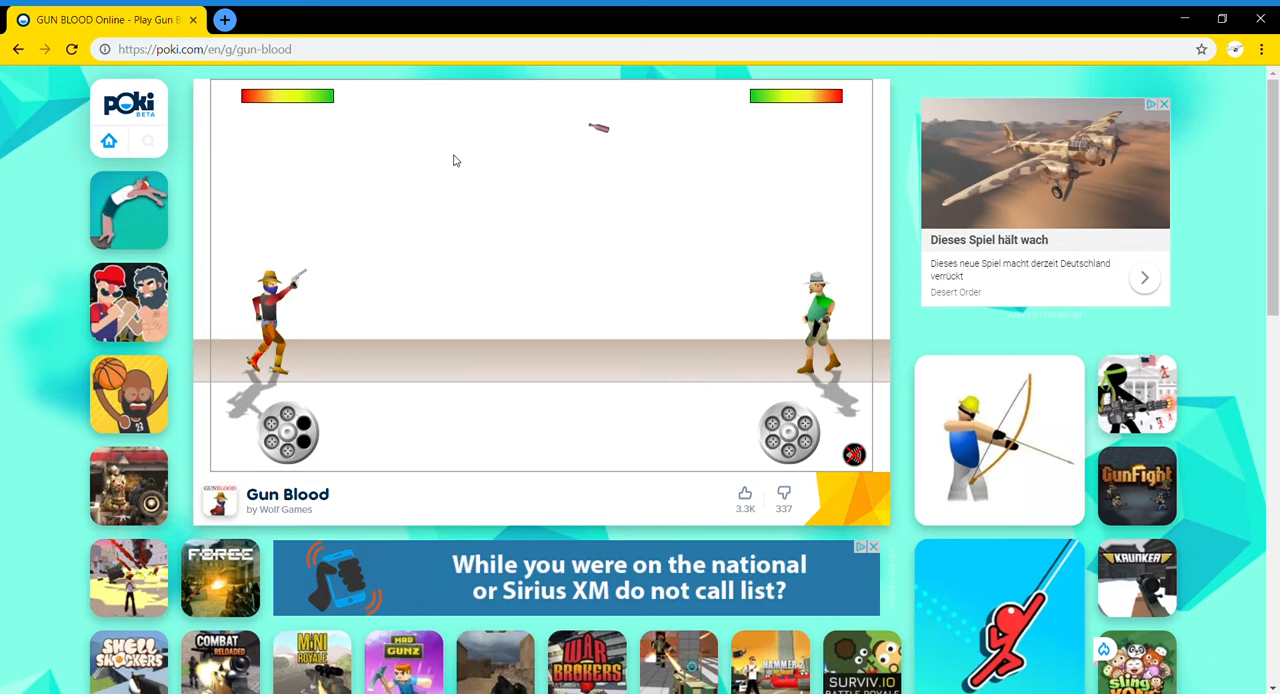 GUN BLOOD Online - Play Gun B
https://poki.com/en/g/gun-blood
POKI
BETA
Dieses Spiel hält wach
Dieses neue Spiel macht derzeit Deutschland
verrückt
Desert Order
23
GUNBLOOD
Gun Blood
by Wolf Games
3.3K
337
GunFight
While you were on the national
or Sirius XM do not call list?
FORCE
KRUNKER
SHELL
SHOCKERS
COMBAT
RELOADED
MiNi
ROYALE
MAD
GUNZ
WAR
BROKERS
HAMMER 2
SURVIV.IO
BATTLE ROYALE